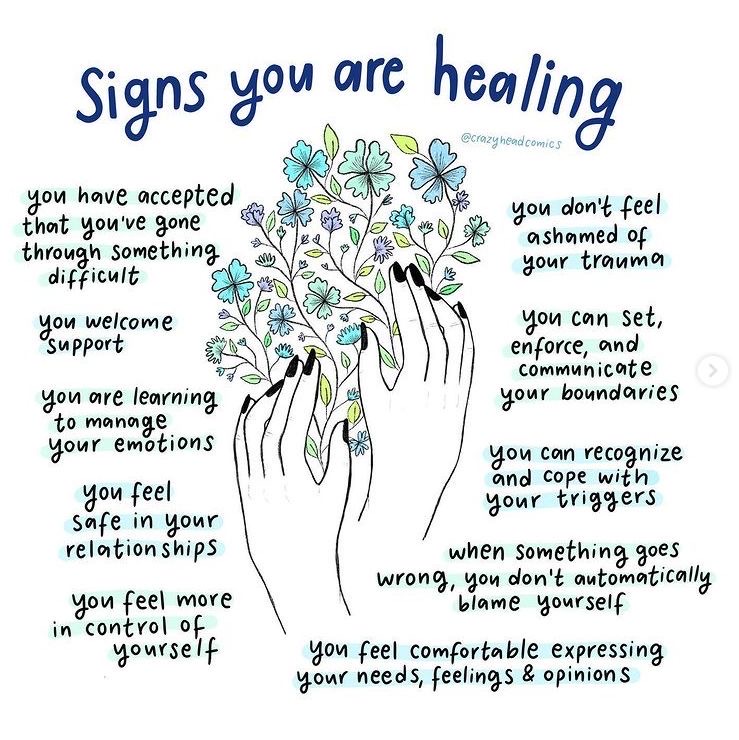 Signs you are healing
@crazyheadcomics
you have accepted
that you've gone
through something
difficult
you welcome
support
you are learning
to manage
your emotions
you feel
safe in your
relationships
you feel more
in control of
yourself
you don't feel
ashamed of
your trauma
you can set,
enforce, and
communicate
your boundaries
you can recognize
and cope with
your triggers
when something goes
wrong, you don't automatically
blame yourself
you feel comfortable expressing
your needs, feelings & opinions